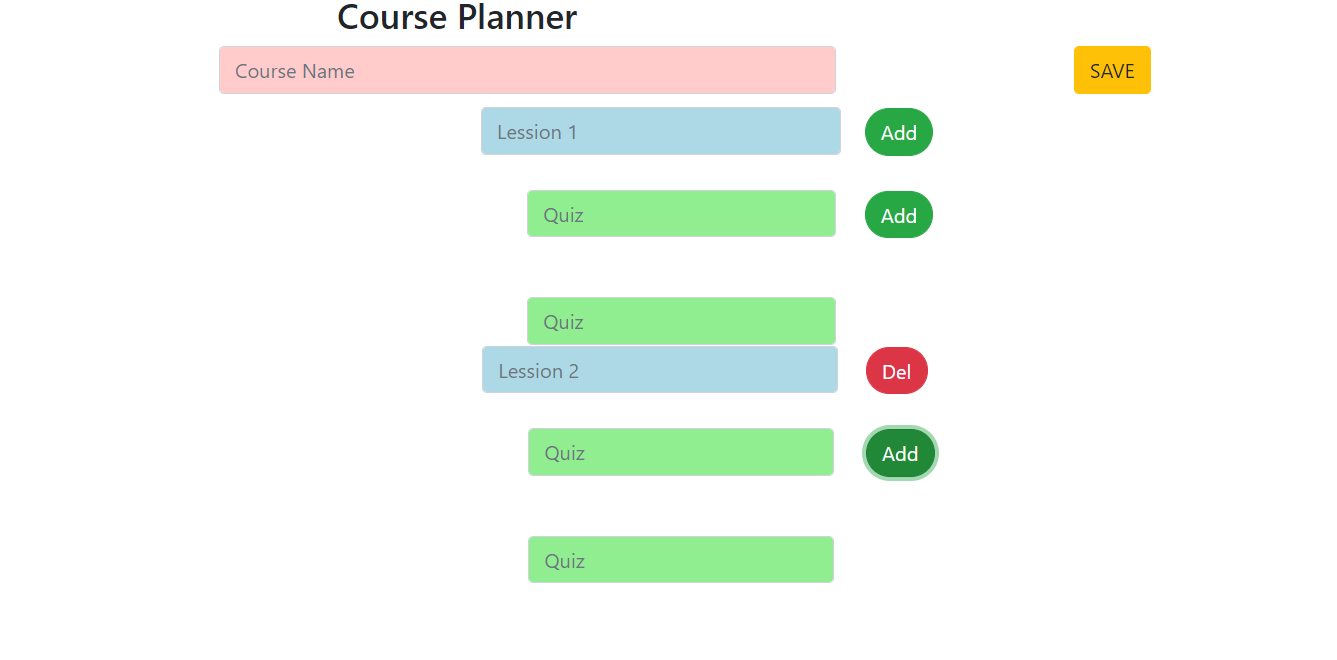 Course Planner
Course Name SAVE
Lession 1 Add
Quiz Add
Quiz
Lession 2 Del
Quiz Add
Quiz